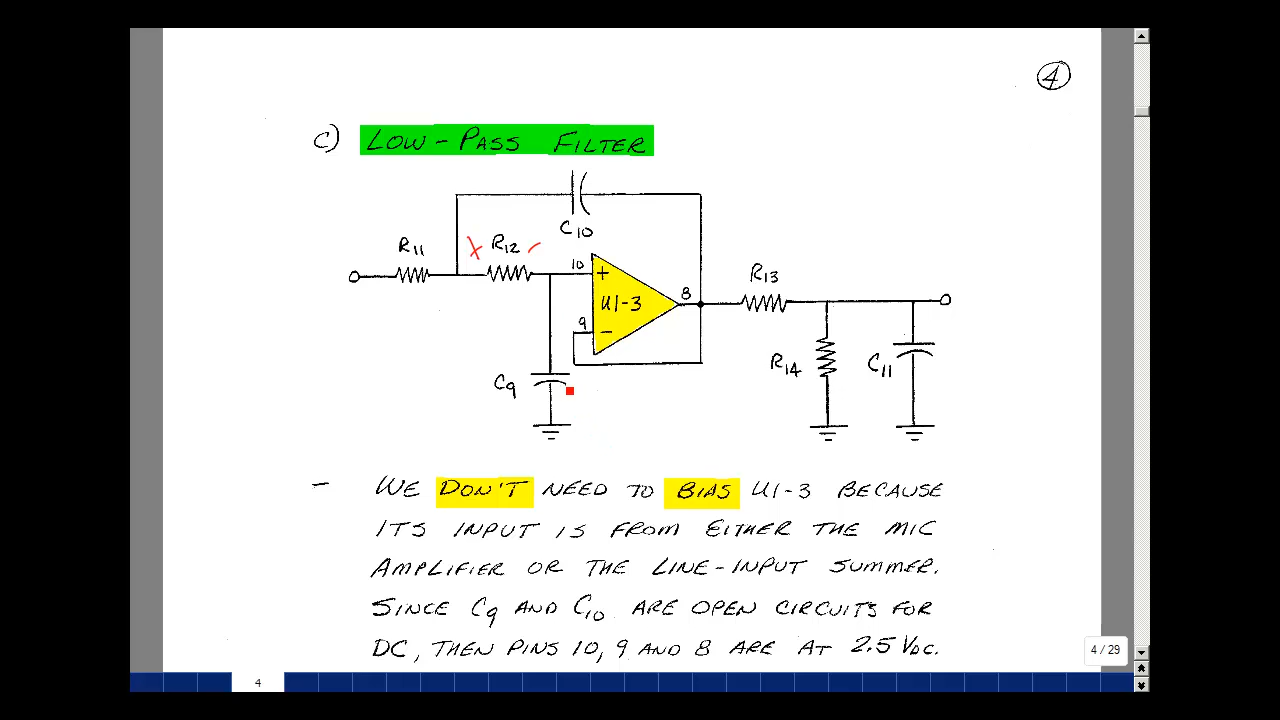 4
C) LOW-PASS FILTER
C10
R11 R12 10 + R13
U1-3 8
9 - R14 C11
C9
- WE DON'T NEED TO BIAS U1-3 BECAUSE
ITS INPUT IS FROM EITHER THE MIC
AMPLIFIER OR THE LINE-INPUT SUMMER.
SINCE C9 AND C10 ARE OPEN CIRCUITS FOR
DC, THEN PINS 10, 9 AND 8 ARE AT 2.5 VDC.
4 / 29
4